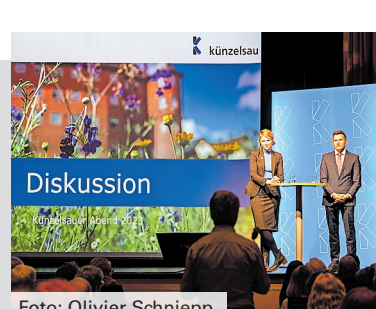 künzelsau
Diskussion
Künzelsauer Abend 2023
Foto: Olivier Schniepp